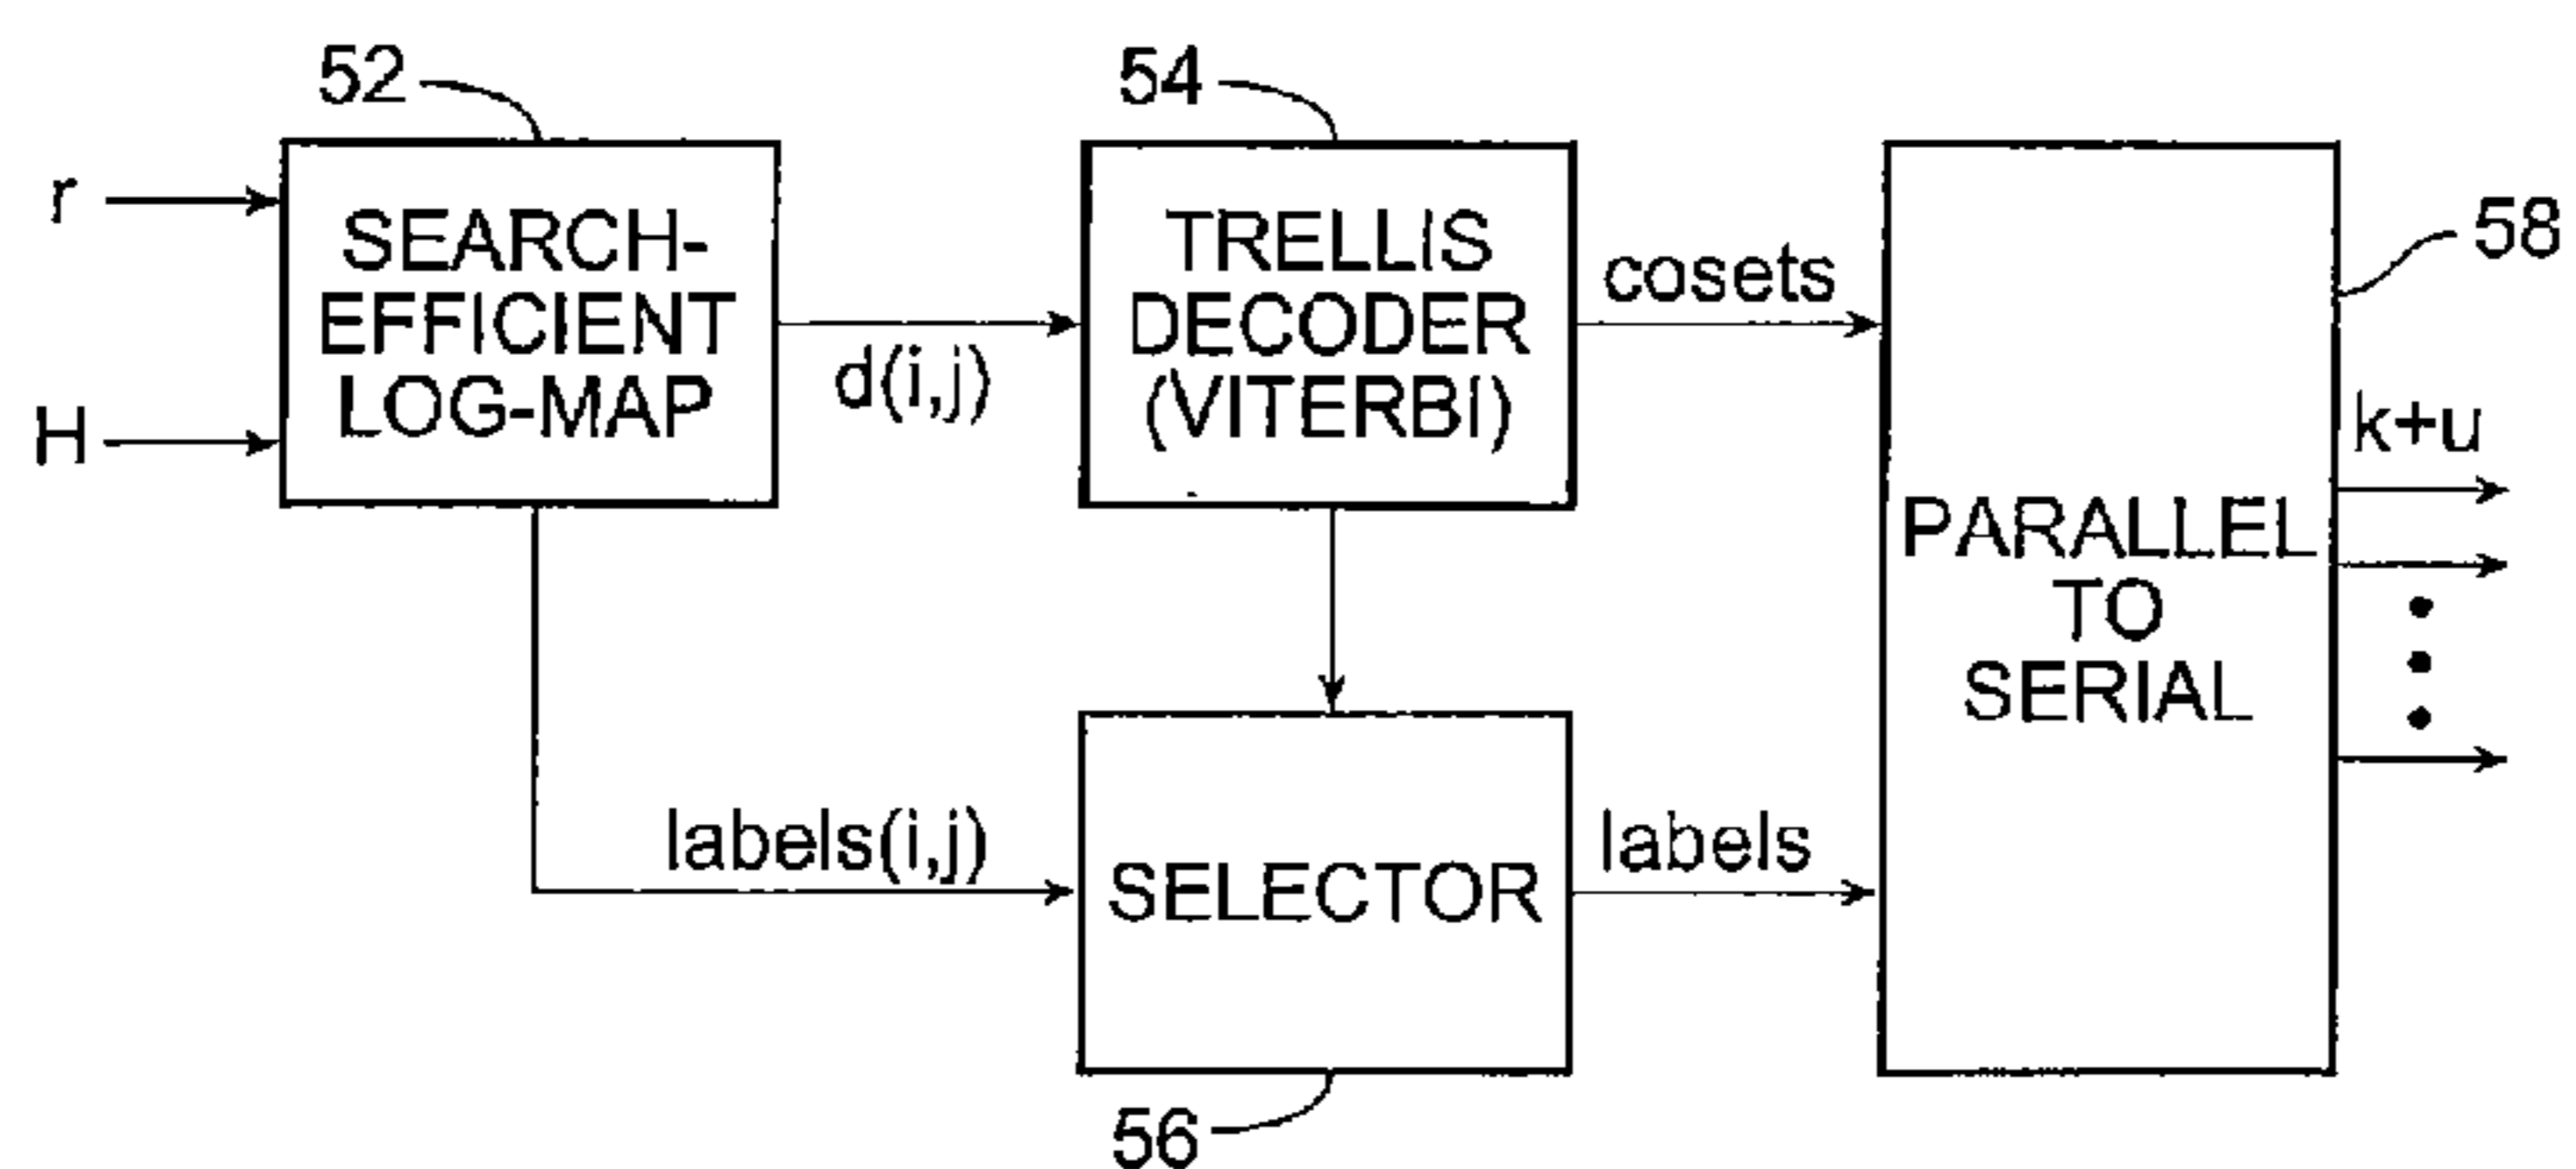 52
54
r
SEARCH-
EFFICIENT
LOG-MAP
H
d(i,j)
TRELLIS
DECODER
(VITERBI)
cosets
58
k+u
PARALLEL
TO
SERIAL
labels(i,j)
SELECTOR
labels
56